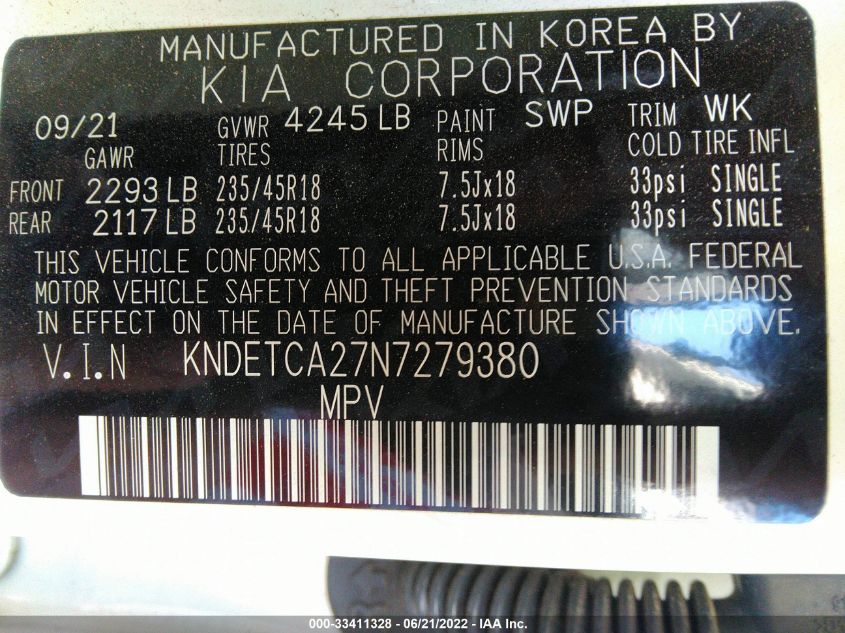 MANUFACTURED IN KOREA BY
KIA CORPORATION
09/21 GVWR 4245 LB PAINT SWP TRIM WK
GAWR TIRES RIMS COLD TIRE INFL
FRONT 2293 LB 235/45R18 7.5Jx18 33psi SINGLE
REAR 2117 LB 235/45R18 7.5Jx18 33psi SINGLE
THIS VEHICLE CONFORMS TO ALL APPLICABLE U.S.A. FEDERAL
MOTOR VEHICLE SAFETY AND THEFT PREVENTION STANDARDS
IN EFFECT ON THE DATE OF MANUFACTURE SHOWN ABOVE.
V.I.N KNDETCA27N7279380
MPV
000-33411328 - 06/21/2022 - IAA Inc.